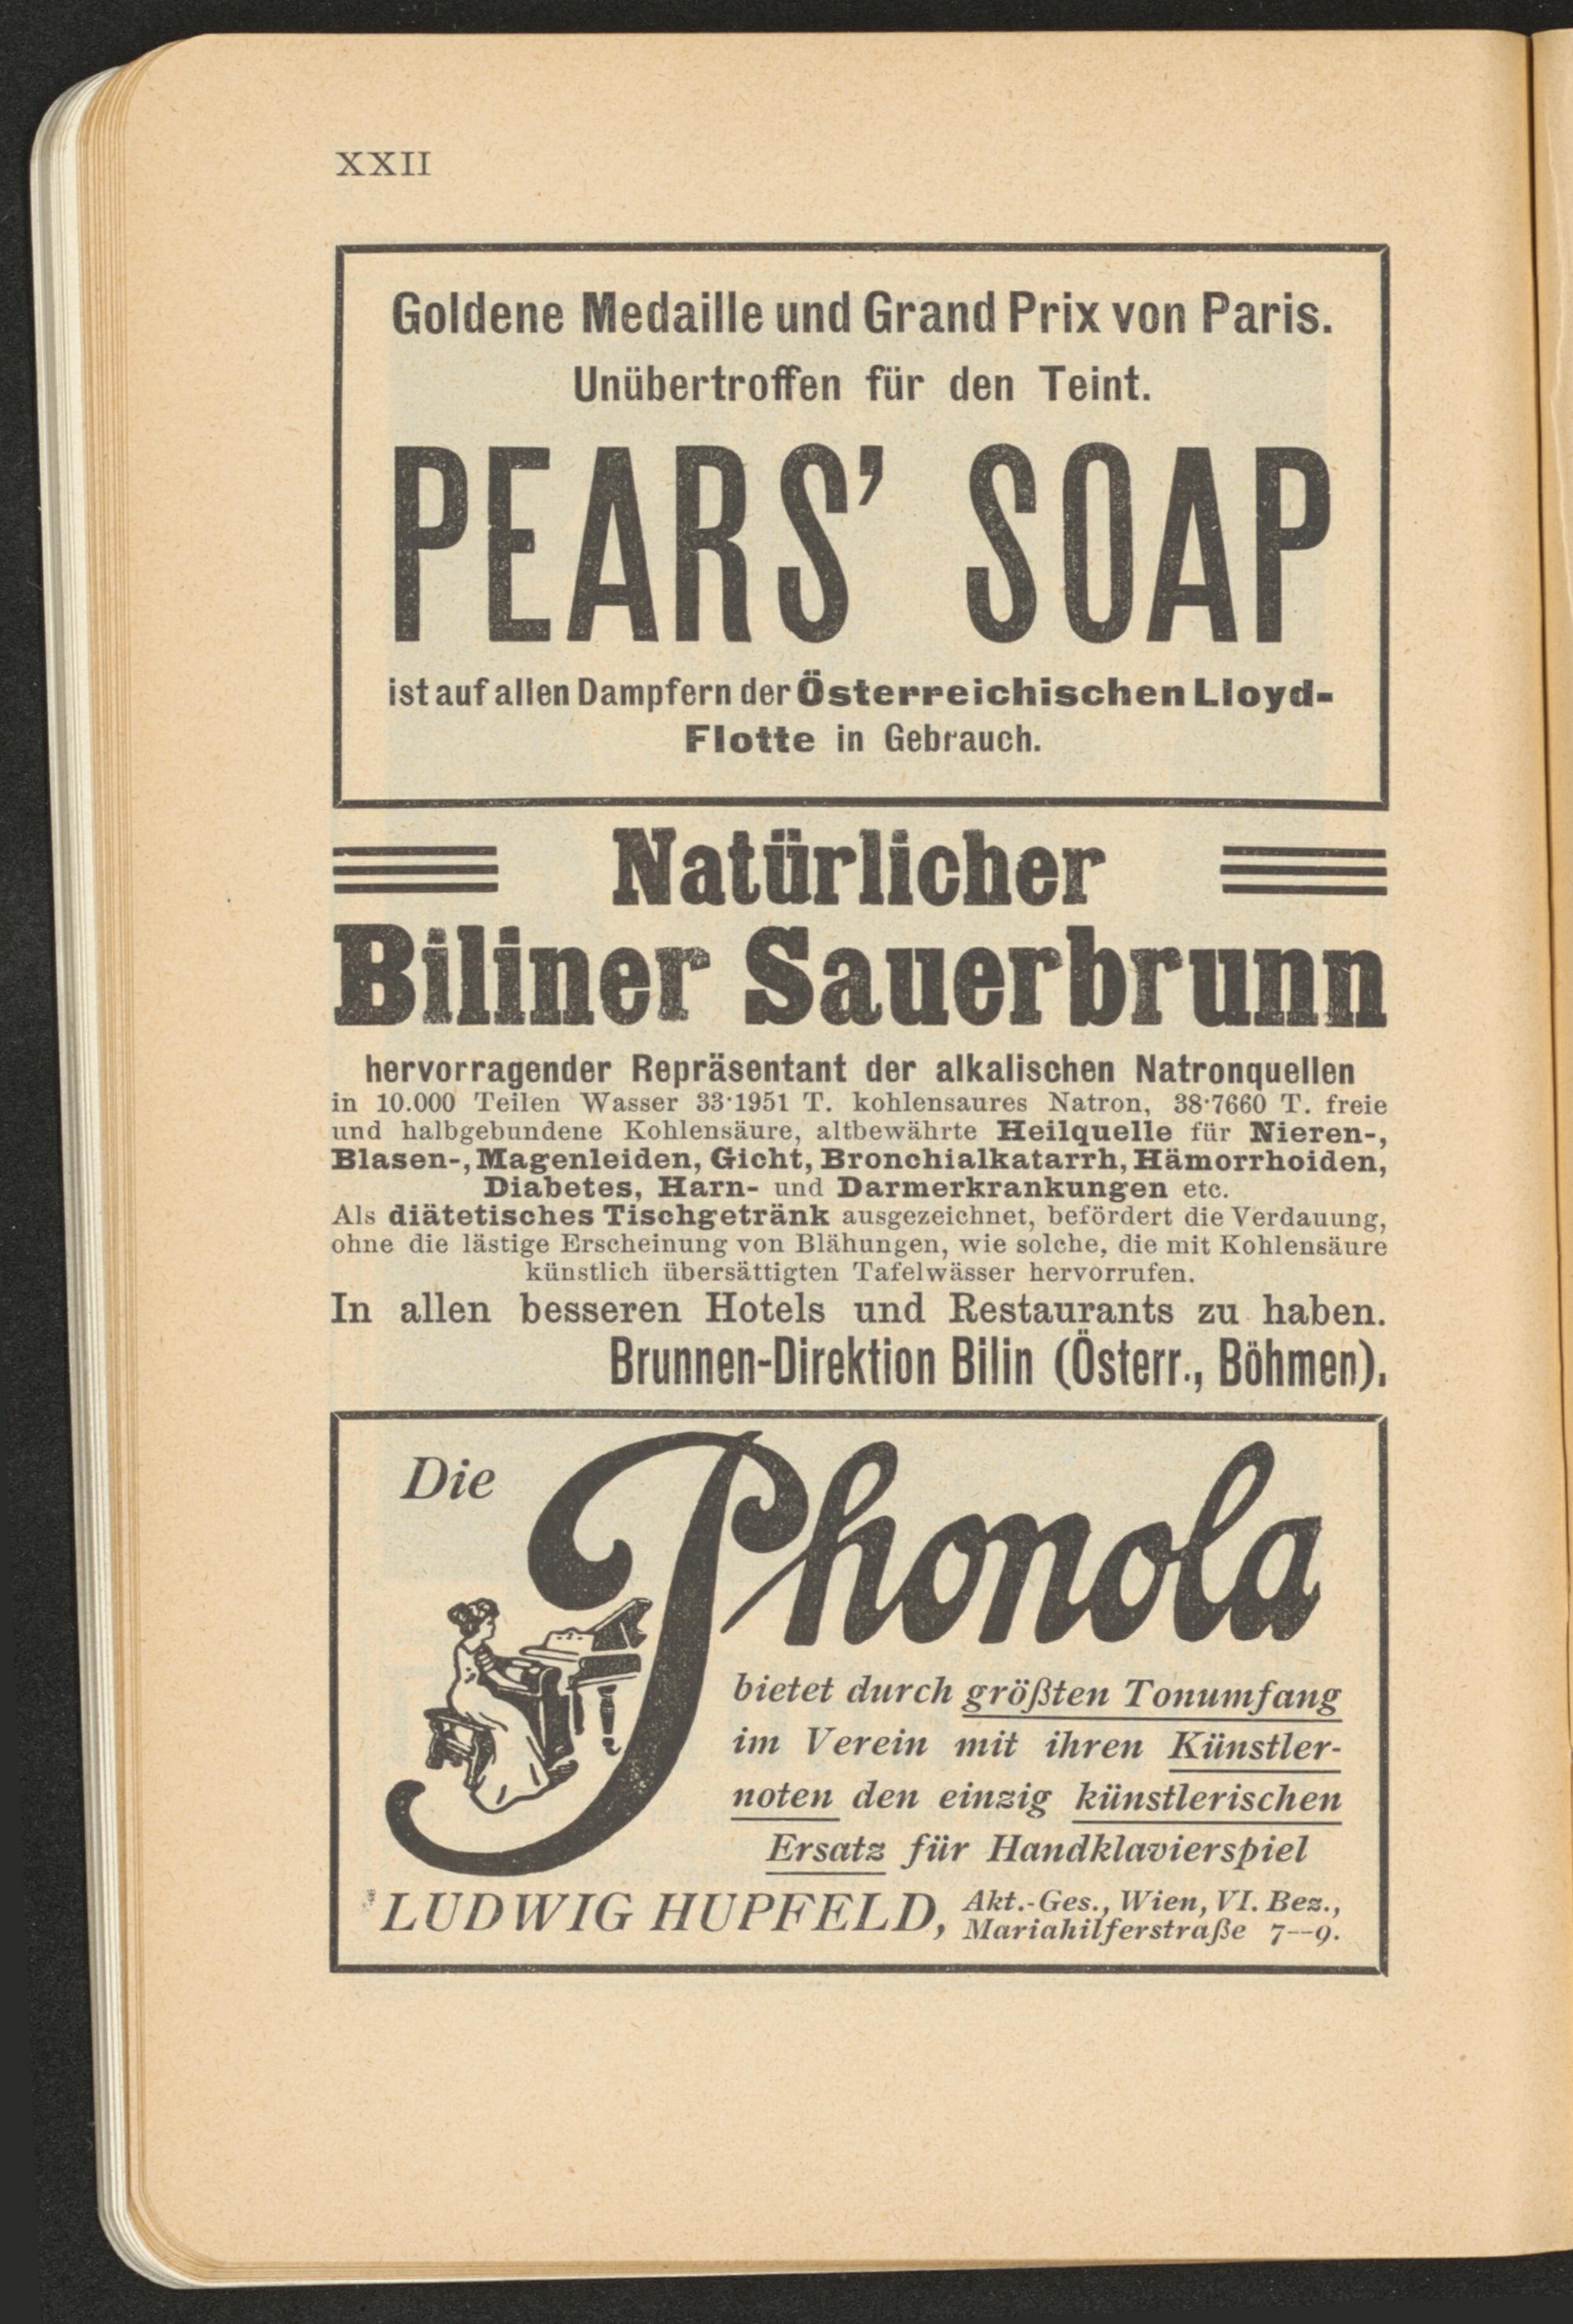 XXII
Goldene Medaille und Grand Prix von Paris.
Unübertroffen für den Teint.
PEARS’ SOAP
ist auf allen Dampfern der Österreichischen Lloyd-
Flotte in Gebrauch.
Natürlicher
Biliner Sauerbrunn
hervorragender Repräsentant der alkalischen Natronquellen
in 10.000 Teilen Wasser 33·1951 T. kohlensaures Natron, 38·7660 T. freie
und halbgebundene Kohlensäure, altbewährte Heilquelle für Nieren-,
Blasen-, Magenleiden, Gicht, Bronchialkatarrh, Hämorrhoiden,
Diabetes, Harn- und Darmerkrankungen etc.
Als diätetisches Tischgetränk ausgezeichnet, befördert die Verdauung,
ohne die lästige Erscheinung von Blähungen, wie solche, die mit Kohlensäure
künstlich übersättigten Tafelwässer hervorrufen.
In allen besseren Hotels und Restaurants zu haben.
Brunnen-Direktion Bilin (Österr., Böhmen).
Die
Phonola
bietet durch größten Tonumfang
im Verein mit ihren Künstler-
noten den einzig künstlerischen
Ersatz für Handklavierspiel
LUDWIG HUPFELD, Akt.-Ges., Wien, VI. Bez.,
Mariahilferstraße 7--9.